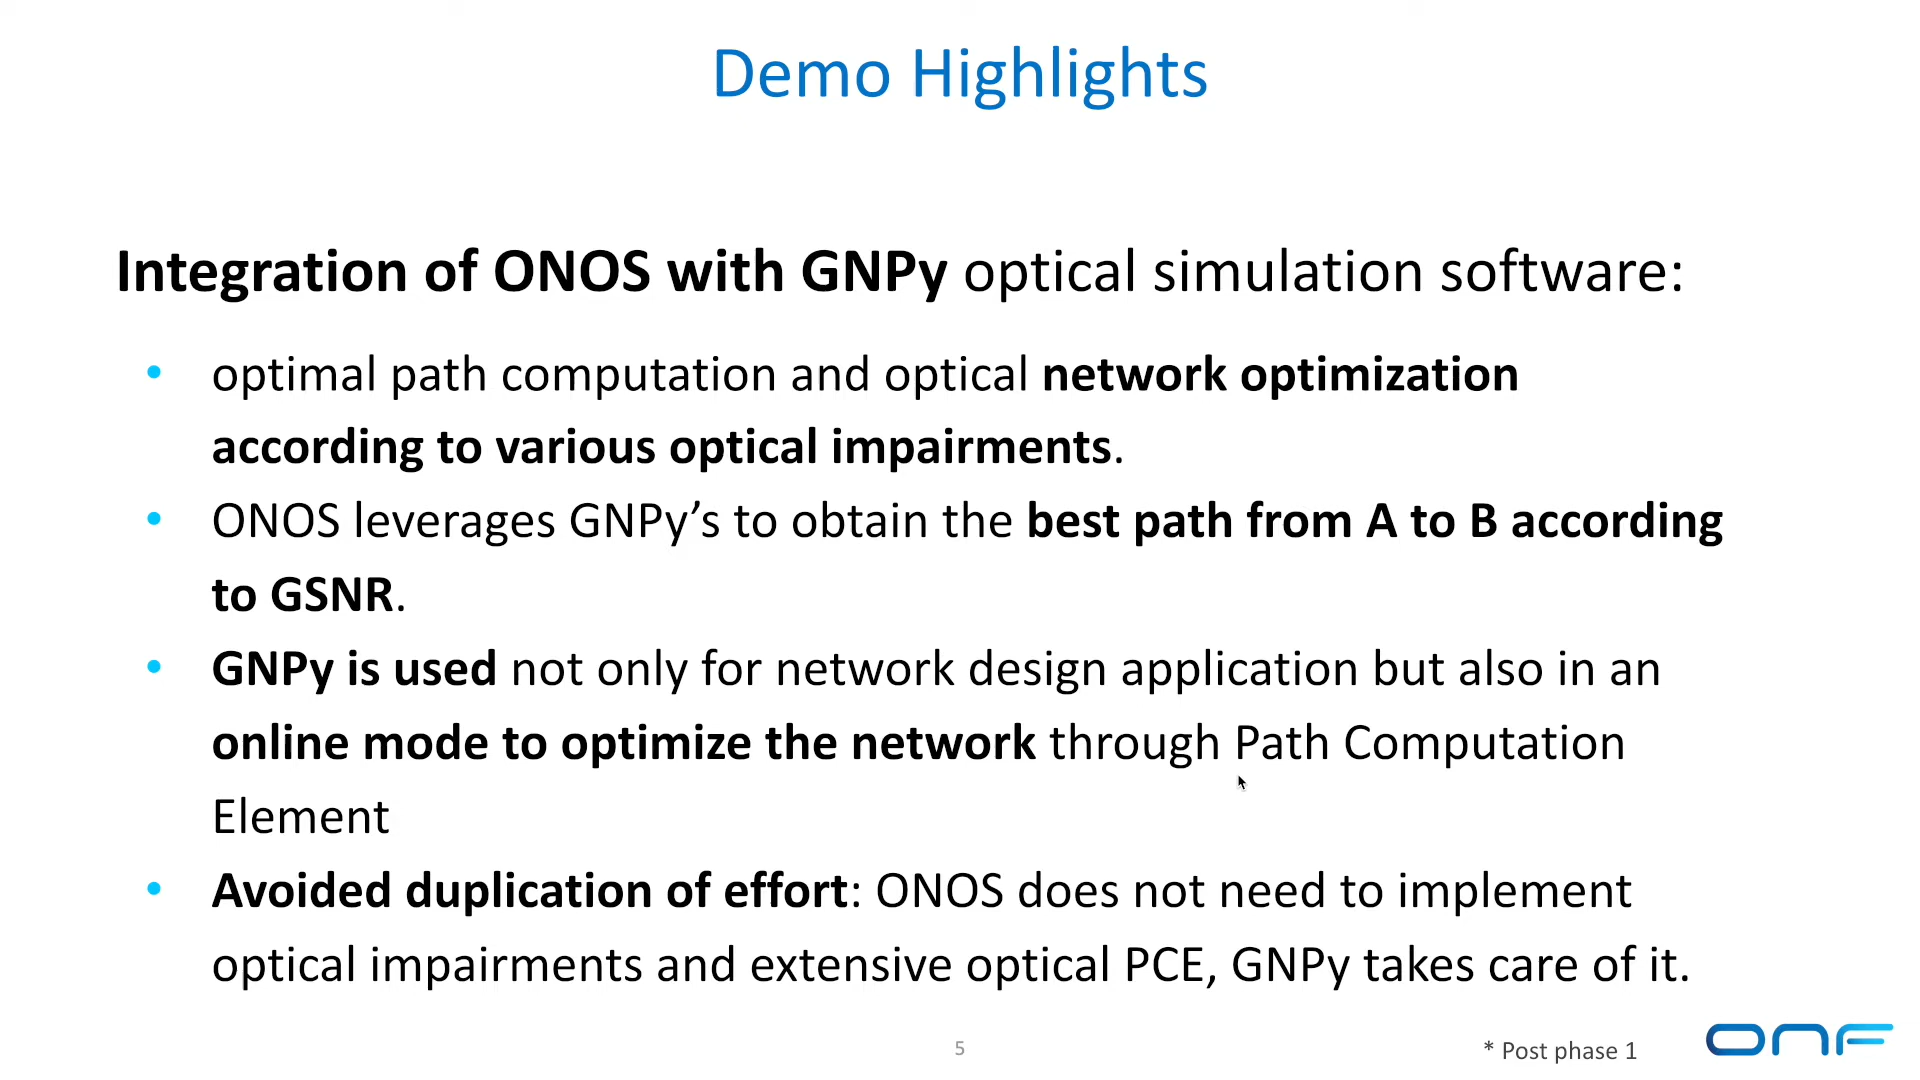 Demo Highlights
Integration of ONOS with GNPy optical simulation software:
• optimal path computation and optical network optimization
according to various optical impairments.
• ONOS leverages GNPy’s to obtain the best path from A to B according
to GSNR.
• GNPy is used not only for network design application but also in an
online mode to optimize the network through Path Computation
Element
• Avoided duplication of effort: ONOS does not need to implement
optical impairments and extensive optical PCE, GNPy takes care of it.
5
* Post phase 1
ONF